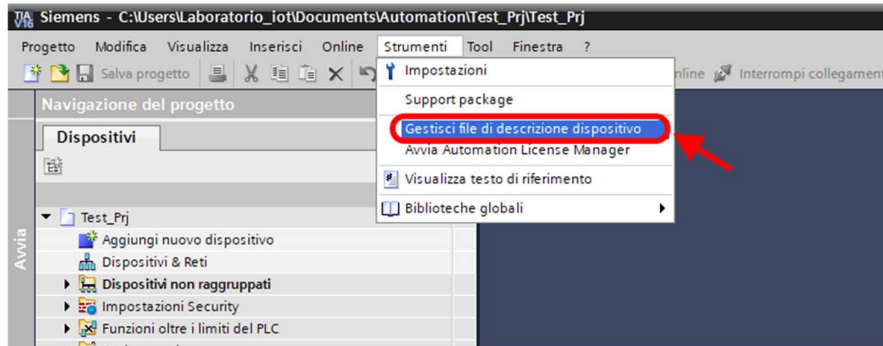 TIA V16 Siemens - C:\Users\Laboratorio_iot\Documents\Automation\Test_Prj\Test_Prj
Progetto Modifica Visualizza Inserisci Online Strumenti Tool Finestra ?
Salva progetto
nline Interrompi collegament
Impostazioni
Support package
Gestisci file di descrizione dispositivo
Avvia Automation License Manager
Visualizza testo di riferimento
Biblioteche globali
Navigazione del progetto
Dispositivi
Avvia
Test_Prj
Aggiungi nuovo dispositivo
Dispositivi & Reti
Dispositivi non raggruppati
Impostazioni Security
Funzioni oltre i limiti del PLC